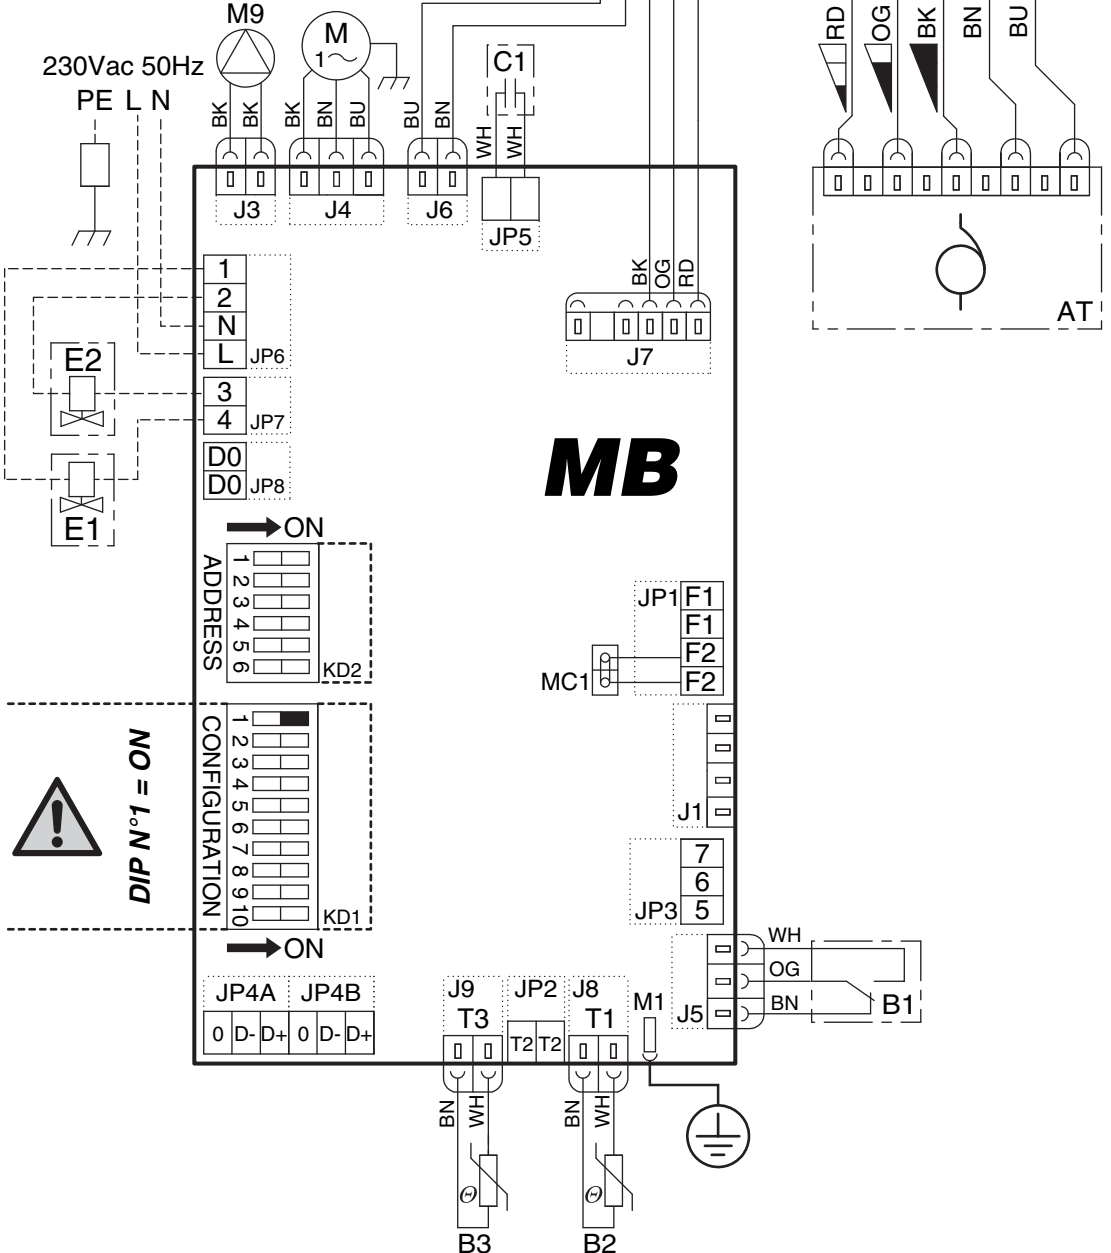 M9
M
1
C1
RD
OG
BK
BN
BU
230Vac 50Hz
PE L N
BK
BK
BK
BN
BU
BU
BN
WH
WH
J3
J4
J6
JP5
AT
BK
OG
RD
J7
1
2
N
L
JP6
3
4
JP7
D0
D0
JP8
E2
E1
MB
ON
ADDRESS
1
2
3
4
5
6
KD2
JP1
F1
F1
F2
F2
MC1
DIP N°1 = ON
CONFIGURATION
1
2
3
4
5
6
7
8
9
10
KD1
ON
J1
7
6
5
JP3
WH
OG
BN
J5
B1
JP4A JP4B
0 D- D+ 0 D- D+
J9
T3
JP2
T2 T2
J8
T1
M1
BN
WH
BN
WH
Θ
Θ
B3
B2